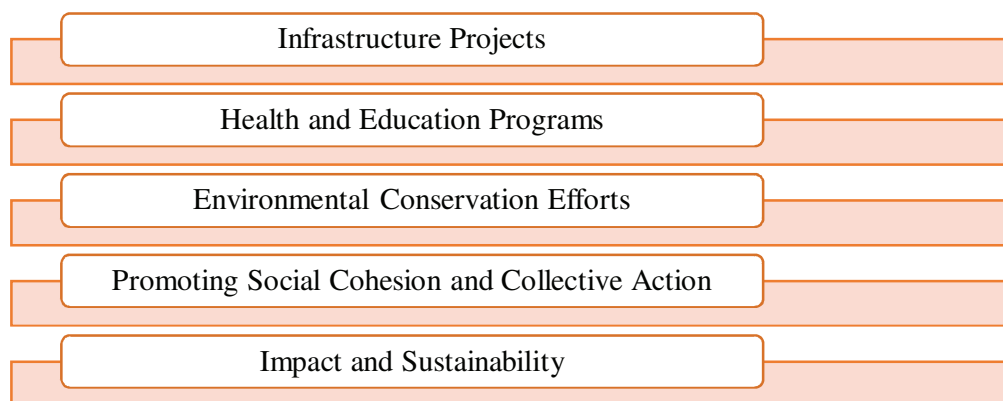 Infrastructure Projects
Health and Education Programs
Environmental Conservation Efforts
Promoting Social Cohesion and Collective Action
Impact and Sustainability